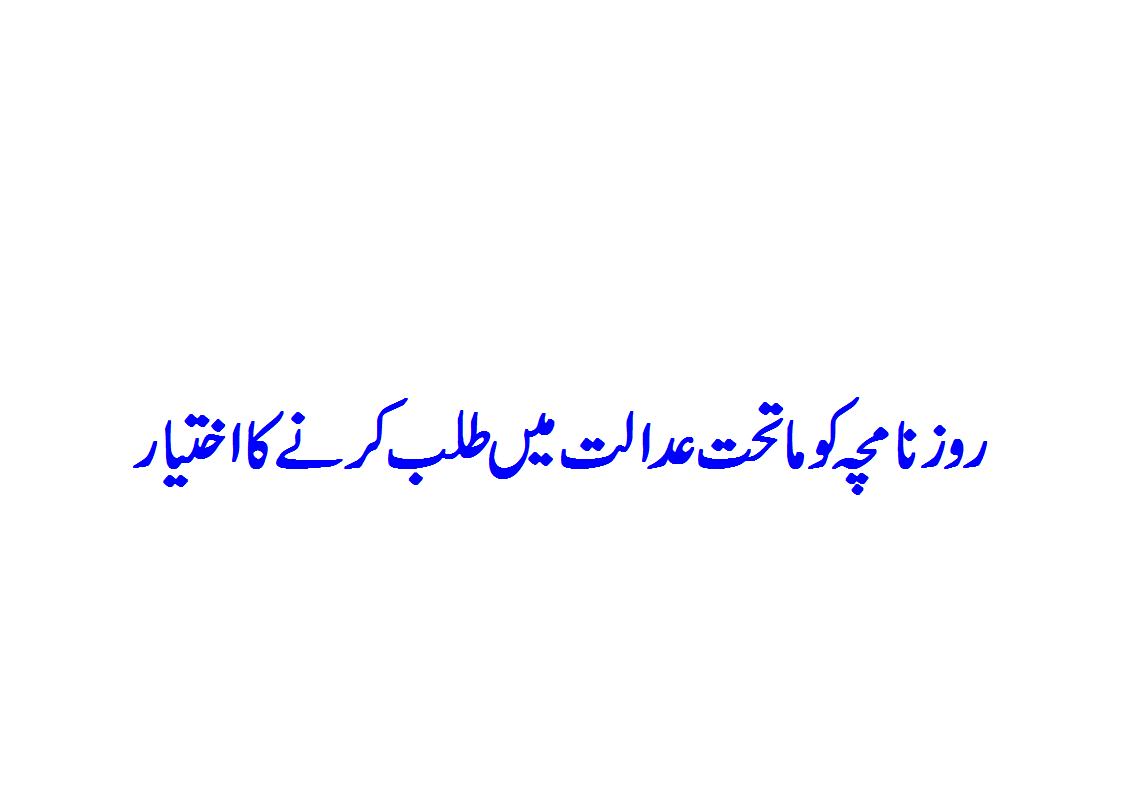 روزنامچہ کو ماتحت عدالت میں طلب کرنے کا اختیار